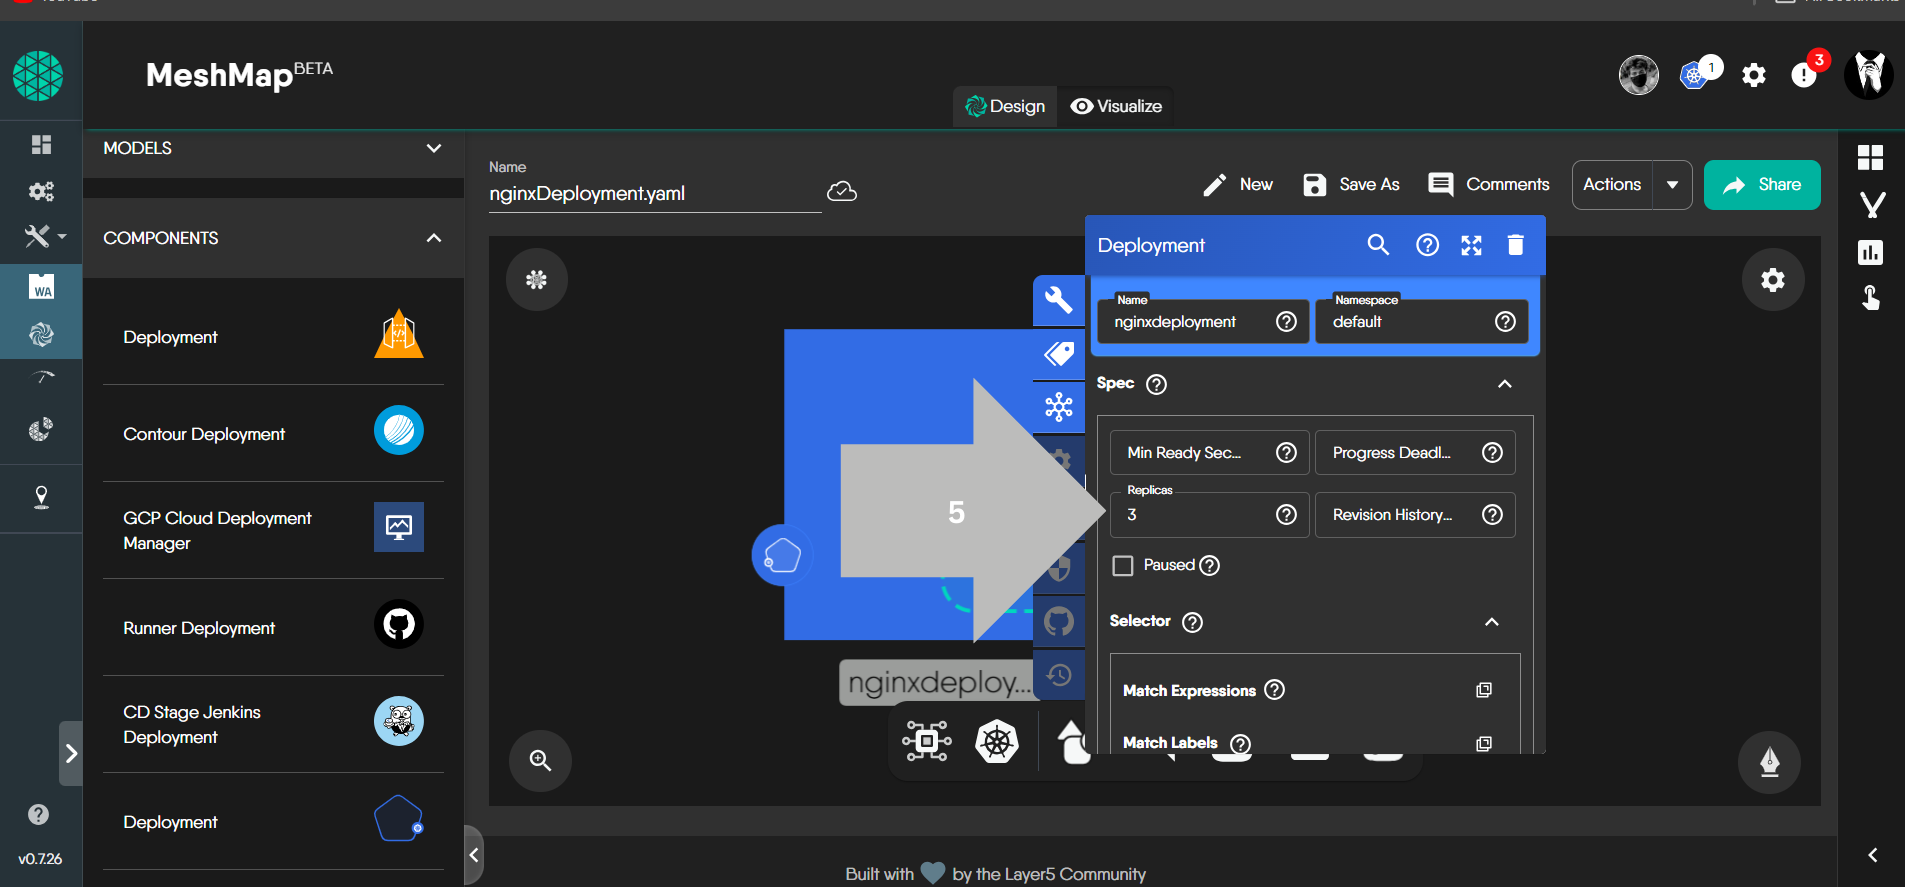 MeshMap BETA
1
3
Design
Visualize
MODELS
COMPONENTS
Deployment
Contour Deployment
GCP Cloud Deployment
Manager
Runner Deployment
CD Stage Jenkins
Deployment
Deployment
WA
v0.7.26
Name
nginxDeployment.yaml
New
Save As
Comments
Actions
Share
Deployment
Name
nginxdeployment
Namespace
default
Spec
Min Ready Sec...
Progress Deadl...
Replicas
3
Revision History...
Paused
Selector
Match Expressions
Match Labels
5
nginxdeploy...
Built with
by the Layer5 Community